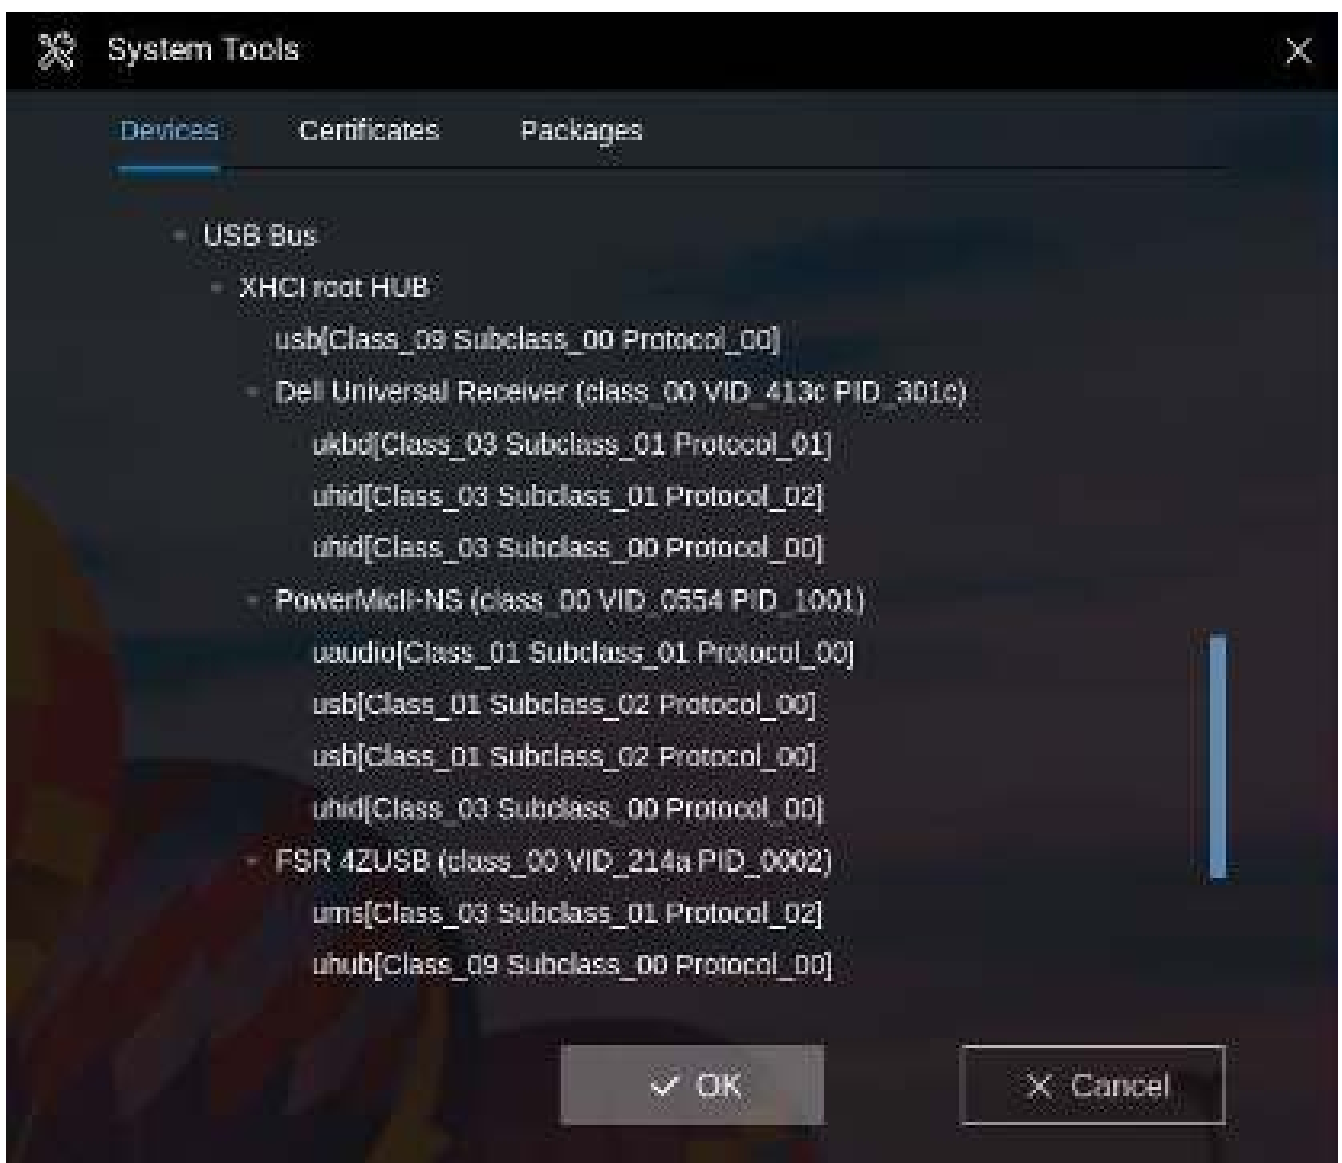 System Tools
Devices Certificates Packages
USB Bus
XHCI root HUB
usb[Class_09 Subclass_00 Protocol_00]
Dell Universal Receiver (class_00 VID_413c PID_301c)
ukbd[Class_03 Subclass_01 Protocol_01]
uhid[Class_03 Subclass_01 Protocol_02]
uhid[Class_03 Subclass_00 Protocol_00]
PowerMicII-NS (class_00 VID_0554 PID_1001)
uaudio[Class_01 Subclass_01 Protocol_00]
usb[Class_01 Subclass_02 Protocol_00]
usb[Class_01 Subclass_02 Protocol_00]
uhid[Class_03 Subclass_00 Protocol_00]
FSR 4ZUSB (class_00 VID_214a PID_0002)
ums[Class_03 Subclass_01 Protocol_02]
uhub[Class_09 Subclass_00 Protocol_00]
OK Cancel